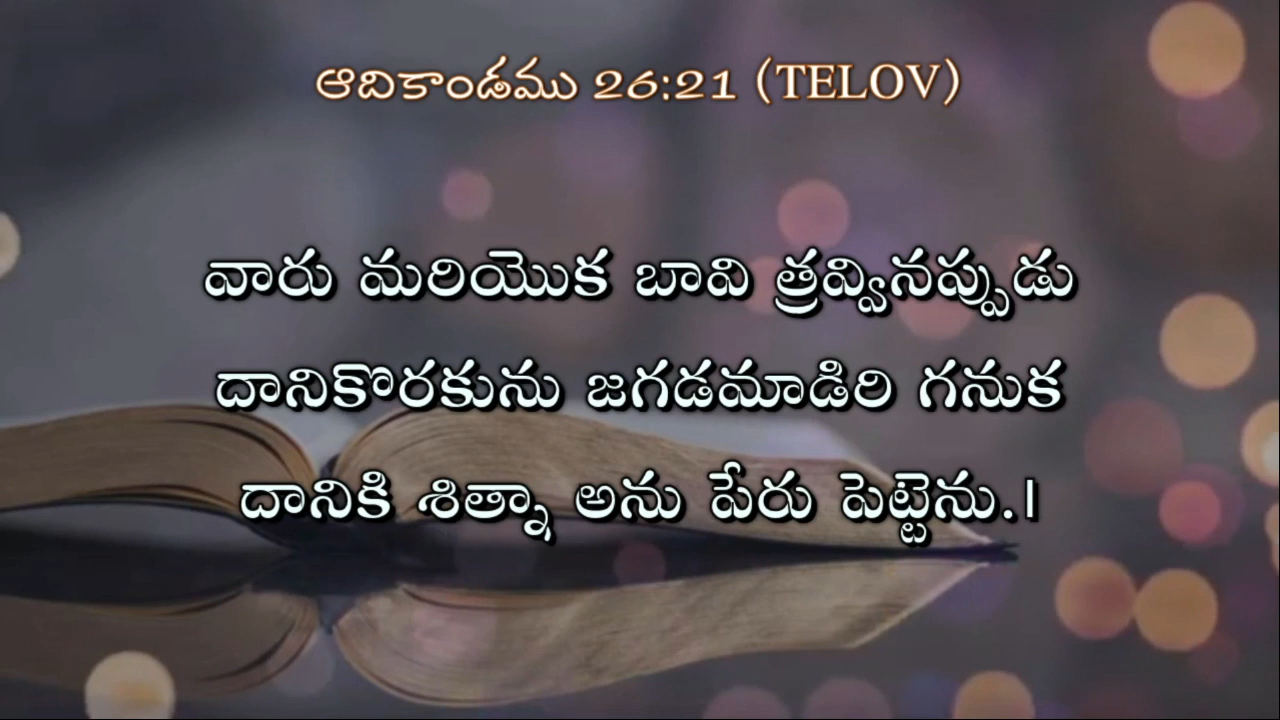 ఆదికాండము 26:21 (TELOV)
వారు మరియొక బావి త్రవ్వినప్పుడు
దానికొరకును జగడమాడిరి గనుక
దానికి శిత్నా అను పేరు పెట్టెను.।